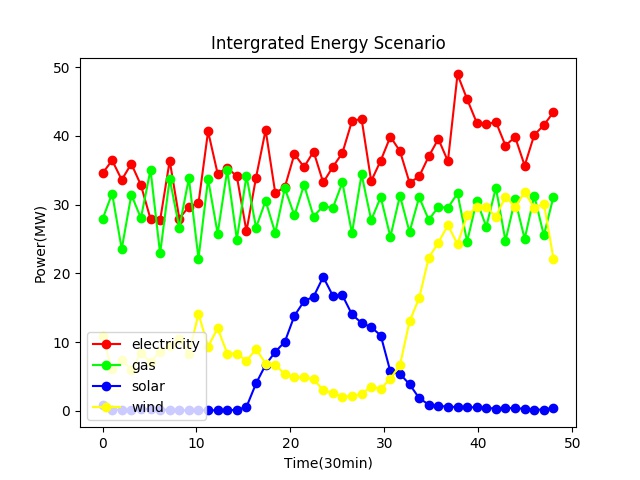 Intergrated Energy Scenario
50
40
30
20
10
0
Power(MW)
electricity
gas
solar
wind
0 10 20 30 40 50
Time(30min)